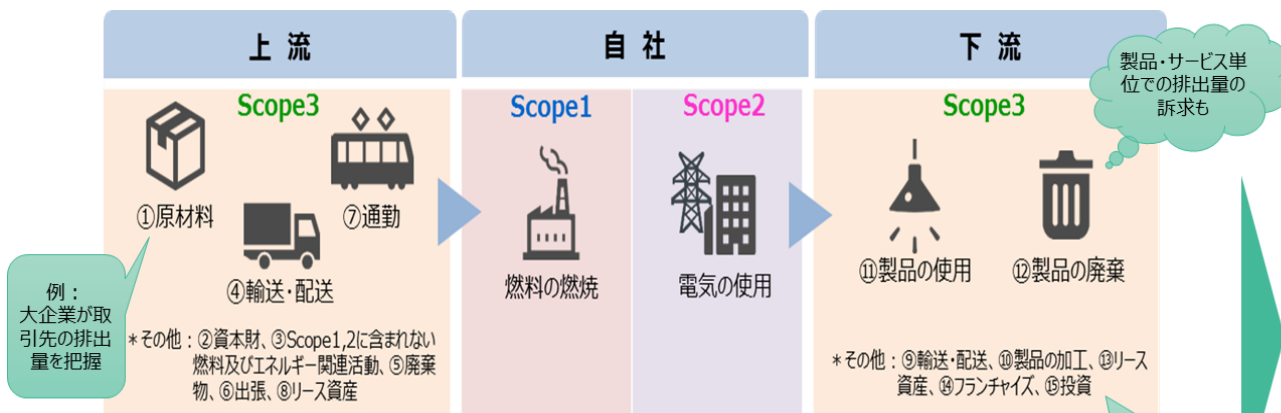 上流
自社
下流
製品・サービス単
位での排出量の
訴求も
Scope3
①原材料
⑦通勤
④輸送・配送
*その他：②資本財、③Scope1,2に含まれない
燃料及びエネルギー関連活動、⑤廃棄
物、⑥出張、⑧リース資産
例：
大企業が取
引先の排出
量を把握
Scope1
燃料の燃焼
Scope2
電気の使用
Scope3
⑪製品の使用
⑫製品の廃棄
*その他：⑨輸送・配送、⑩製品の加工、⑬リース
資産、⑭フランチャイズ、⑮投資